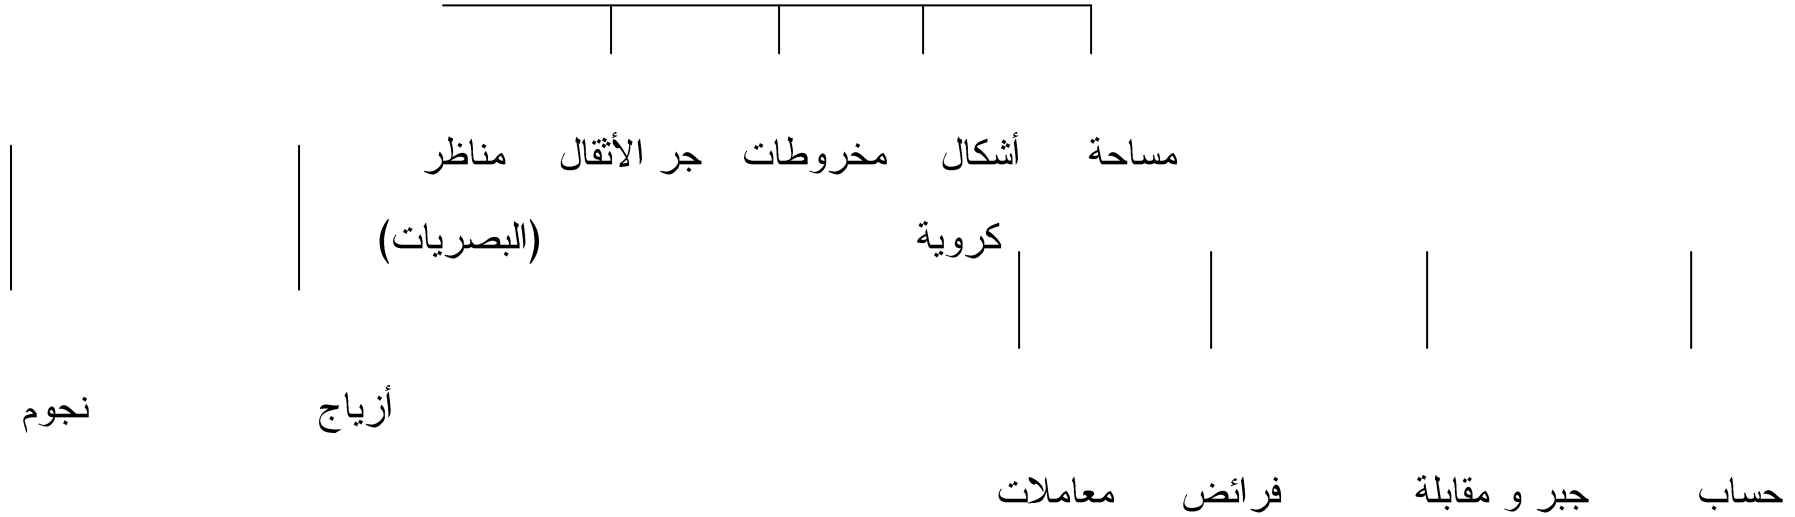 مساحة أشكال مخروطات جر الأثقال مناظر
كروية (البصريات)
أزياج نجوم
حساب جبر و مقابلة فرائض معاملات